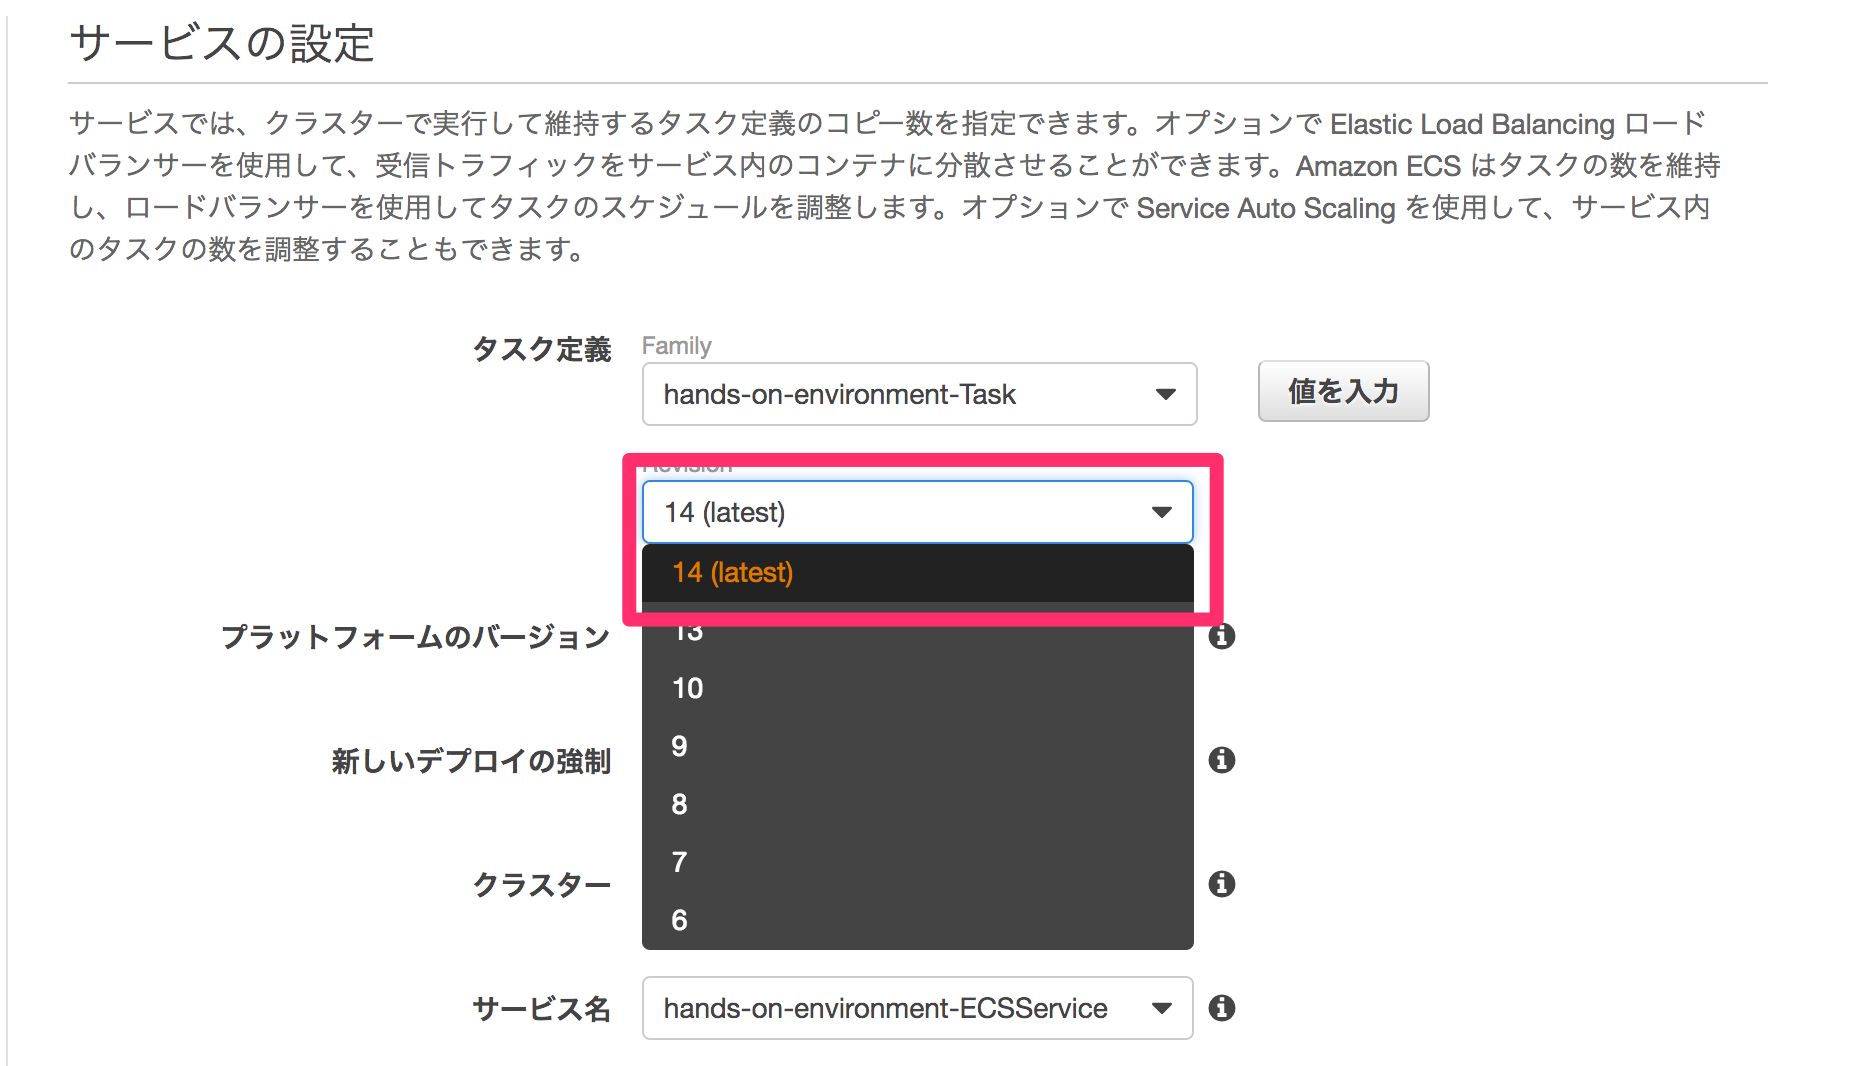 サービスの設定
サービスでは、クラスターで実行して維持するタスク定義のコピー数を指定できます。オプションで Elastic Load Balancing ロード
バランサーを使用して、受信トラフィックをサービス内のコンテナに分散させることができます。Amazon ECS はタスクの数を維持
し、ロードバランサーを使用してタスクのスケジュールを調整します。オプションで Service Auto Scaling を使用して、サービス内
のタスクの数を調整することもできます。
タスク定義
Family
hands-on-environment-Task
値を入力
Revision
14 (latest)
14 (latest)
プラットフォームのバージョン
13
10
9
新しいデプロイの強制
8
7
クラスター
6
サービス名
hands-on-environment-ECSService